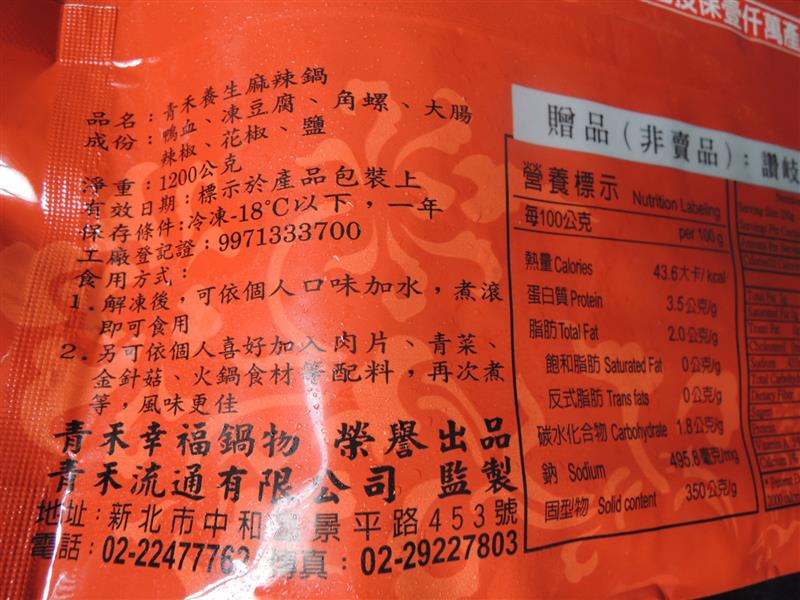 投保壹仟萬產
品名：青禾養生麻辣鍋
成份：鴨血、凍豆腐、角螺、大腸
辣椒、花椒、鹽
淨重：1200公克
有效日期：標示於產品包裝上
保存條件：冷凍-18°C以下，一年
工廠登記證：9971333700
食用方式：
1．解凍後，可依個人口味加水，煮滾
即可食用
2．另可依個人喜好加入肉片、青菜、
金針菇、火鍋食材等配料，再次煮
等，風味更佳
青禾幸福鍋物 榮譽出品
青禾流通有限公司 監製
地址：新北市中和區景平路453號
電話：02-22477763 傳真：02-29227803
贈品（非賣品）：讚岐
營養標示 Nutrition Labeling
每100公克 per 100 g
熱量 Calories 43.6大卡/kcal
蛋白質 Protein 3.5公克/g
脂肪 Total Fat 2.0公克/g
飽和脂肪 Saturated Fat 0公克/g
反式脂肪 Trans fats 0公克/g
碳水化合物 Carbohydrate 1.8公克/g
鈉 Sodium 495.8毫克/mg
固型物 Solid content 350公克/g